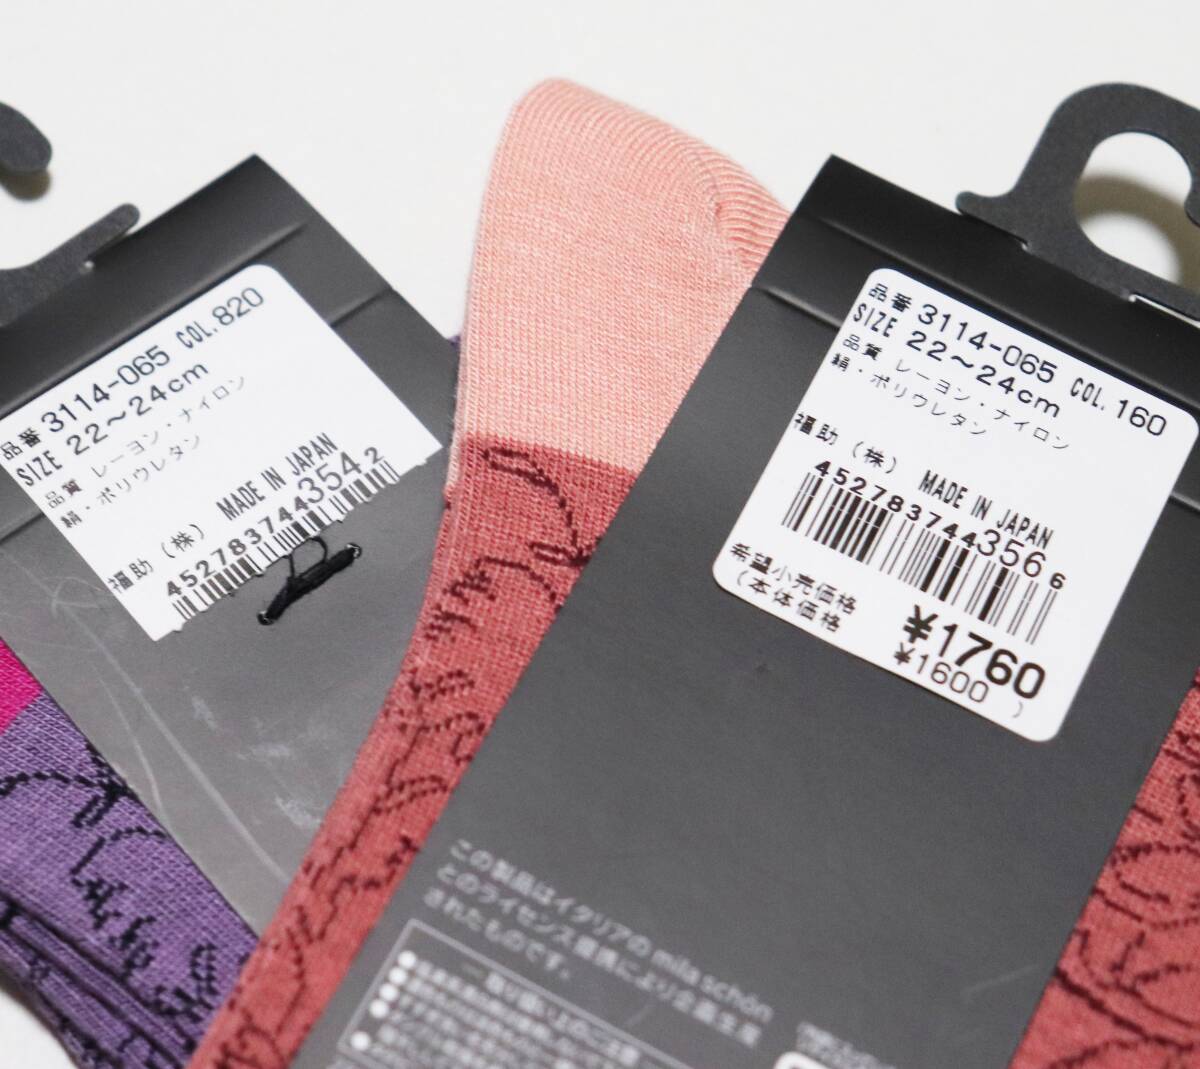 品番 3114-065 COL.820
SIZE 22～24cm
品質 レーヨン・ナイロン
絹・ポリウレタン
福助（株） MADE IN JAPAN
4527837443542
品番 3114-065 COL.160
SIZE 22～24cm
品質 レーヨン・ナイロン
絹・ポリウレタン
福助（株） MADE IN JAPAN
4527837443566
希望小売価格 ¥1760
（本体価格 ¥1600 ）
この製品はイタリアの mila schön
とのライセンス提携により企画生産
されたものです。